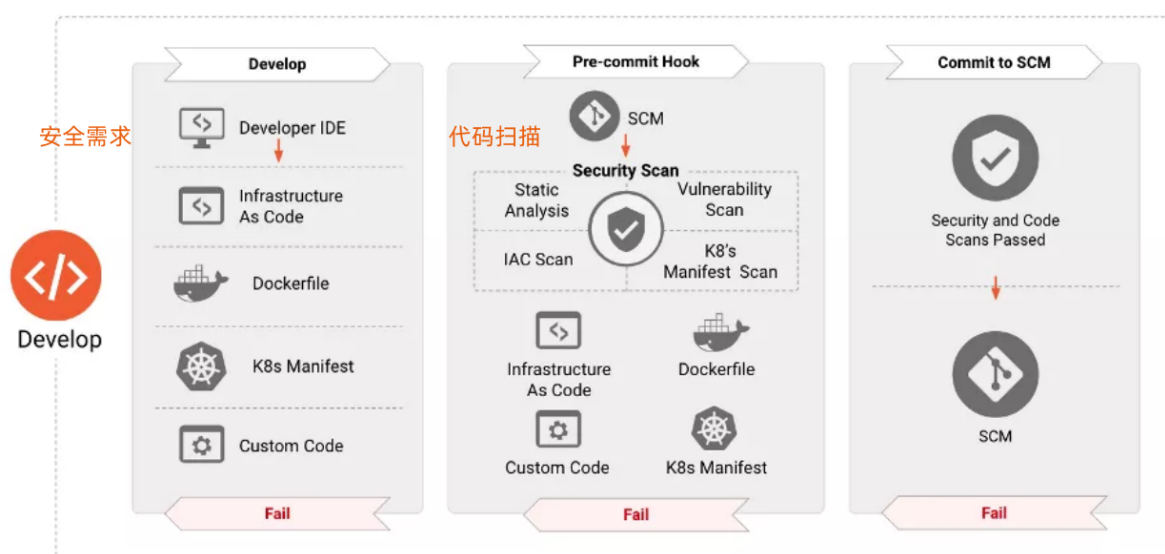 Develop
安全需求
Develop
Developer IDE
Infrastructure
As Code
Dockerfile
K8s Manifest
Custom Code
Fail
Pre-commit Hook
代码扫描
SCM
Security Scan
Static
Analysis
Vulnerability
Scan
IAC Scan
K8's
Manifest Scan
Infrastructure
As Code
Dockerfile
Custom Code
K8s Manifest
Fail
Commit to SCM
Security and Code
Scans Passed
SCM
Fail